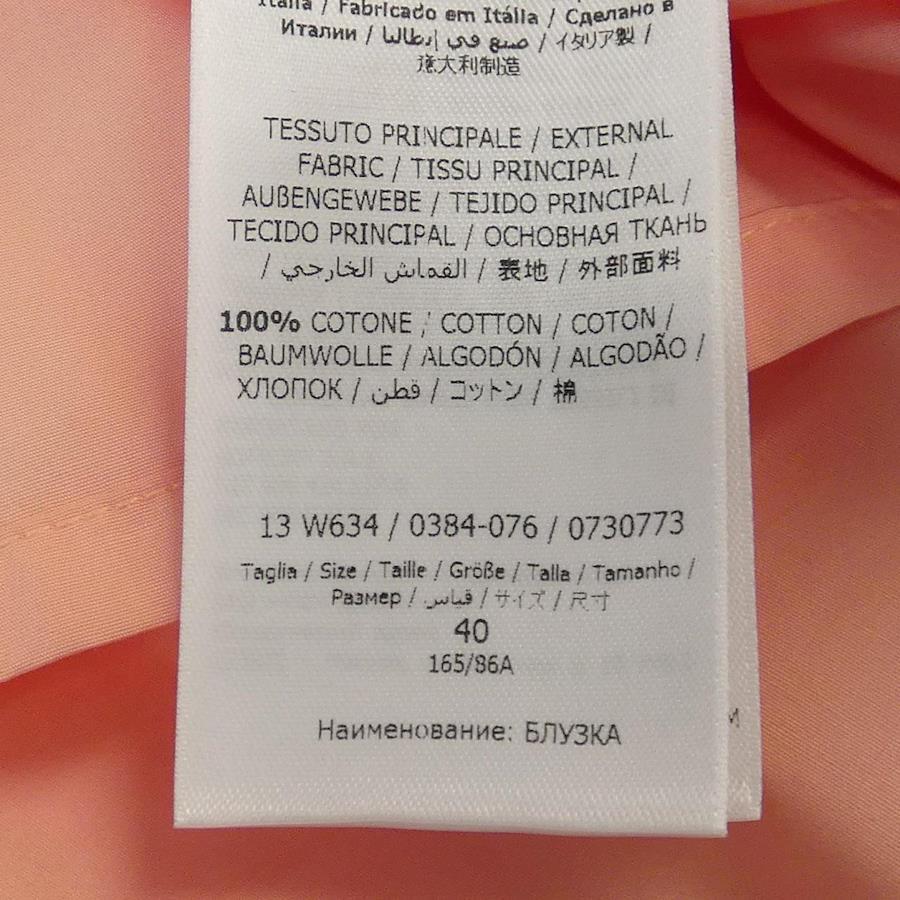 Italia / Fabricado em Itália / Сделано в
Италии / صنع في إيطاليا / イタリア製 /
意大利制造
TESSUTO PRINCIPALE / EXTERNAL
FABRIC / TISSU PRINCIPAL /
AUßENGEWEBE / TEJIDO PRINCIPAL /
TECIDO PRINCIPAL / ОСНОВНАЯ ТКАНЬ
/ القماش الخارجي / 表地 / 外部面料
100% COTONE / COTTON / COTON /
BAUMWOLLE / ALGODÓN / ALGODÃO /
ХЛОПОК / قطن / コットン / 棉
13 W634 / 0384-076 / 0730773
Taglia / Size / Taille / Größe / Talla / Tamanho /
Размер / قياس. / サイズ / 尺寸
40
165/86A
Наименование: БЛУЗКА